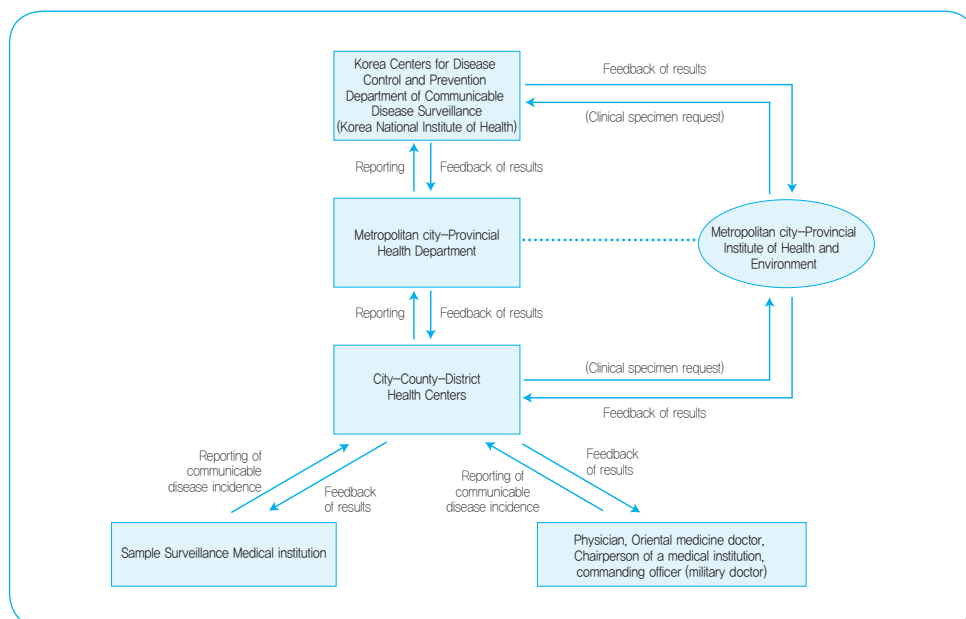 Korea Centers for Disease
Control and Prevention
Department of Communicable
Disease Surveillance
(Korea National Institute of Health)
Feedback of results
(Clinical specimen request)
Reporting
Feedback of results
Metropolitan city-Provincial
Health Department
Metropolitan city-Provincial
Institute of Health and
Environment
Reporting
Feedback of results
City-County-District
Health Centers
(Clinical specimen request)
Feedback of results
Reporting of
communicable
disease incidence
Feedback
of results
Reporting of
communicable
disease incidence
Feedback
of results
Sample Surveillance Medical institution
Physician, Oriental medicine doctor,
Chairperson of a medical institution,
commanding officer (military doctor)